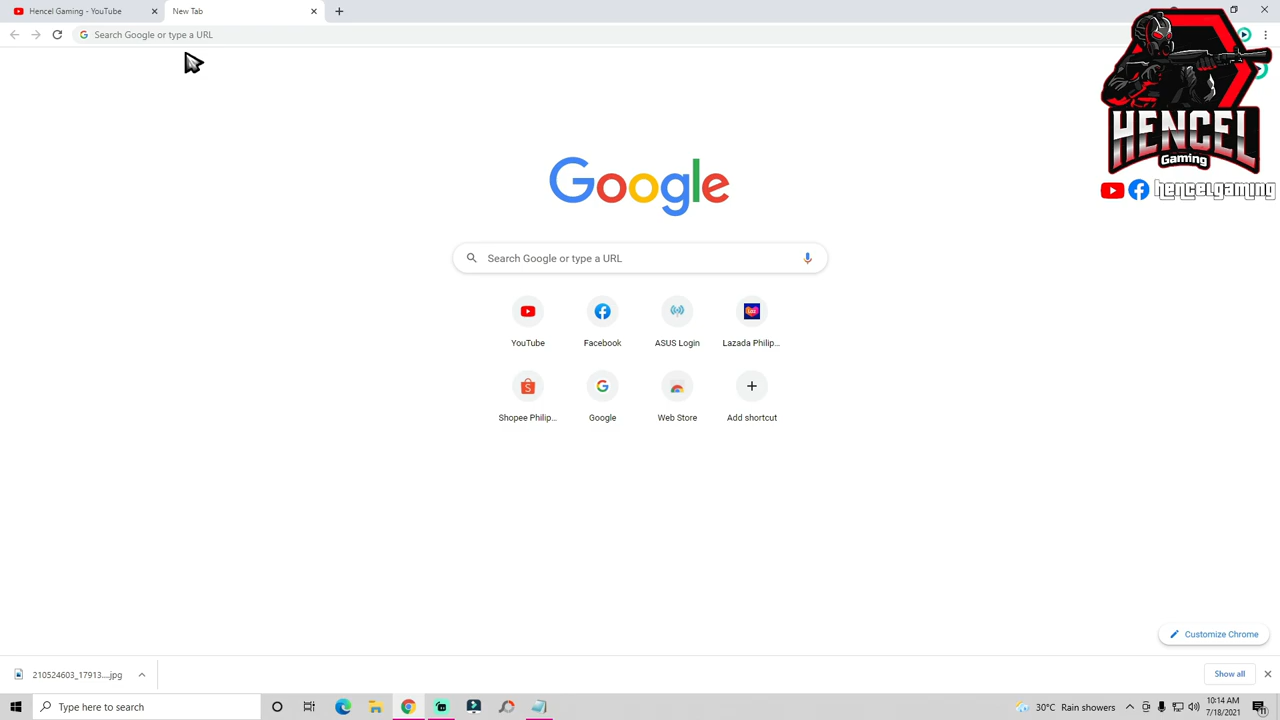 Hencel Gaming - YouTube
New Tab
Search Google or type a URL
HENCEL
Gaming
hencelgaming
Google
Search Google or type a URL
YouTube
Facebook
ASUS Login
Lazada Philip...
Shopee Philip...
Google
Web Store
Add shortcut
Customize Chrome
210524603_17913....jpg
Show all
Type here to search
30°C Rain showers
10:14 AM
7/18/2021
11